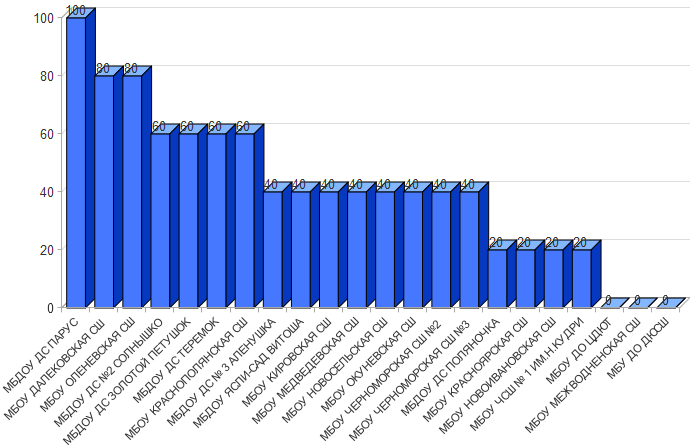 100
80
60
40
20
0
100
80
80
60
60
60
60
40
40
40
40
40
40
40
40
20
20
20
20
0
0
0
МБДОУ ДС ПАРУС
МБОУ ДАЛЕКОВСКАЯ СШ
МБОУ ОЛЕНЕВСКАЯ СШ
МБДОУ ДС №2 СОЛНЫШКО
МБДОУ ДС ЗОЛОТОЙ ПЕТУШОК
МБДОУ ДС ТЕРЕМОК
МБОУ КРАСНОПОЛЯНСКАЯ СШ
МБДОУ ДС № 3 АЛЕНУШКА
МБДОУ ЯСЛИ-САД ВИТОША
МБОУ КИРОВСКАЯ СШ
МБОУ МЕДВЕДЕВСКАЯ СШ
МБОУ НОВОСЕЛЬСКАЯ СШ
МБОУ ОКУНЕВСКАЯ СШ
МБОУ ЧЕРНОМОРСКАЯ СШ №2
МБОУ ЧЕРНОМОРСКАЯ СШ №3
МБДОУ ДС ПОЛЯНОЧКА
МБОУ КРАСНОЯРСКАЯ СШ
МБОУ НОВОИВАНОВСКАЯ СШ
МБОУ ЧСШ № 1 ИМ.Н.КУДРИ
МБОУ ДО ЦДЮТ
МБОУ МЕЖВОДНЕНСКАЯ СШ
МБУ ДО ДЮСШ